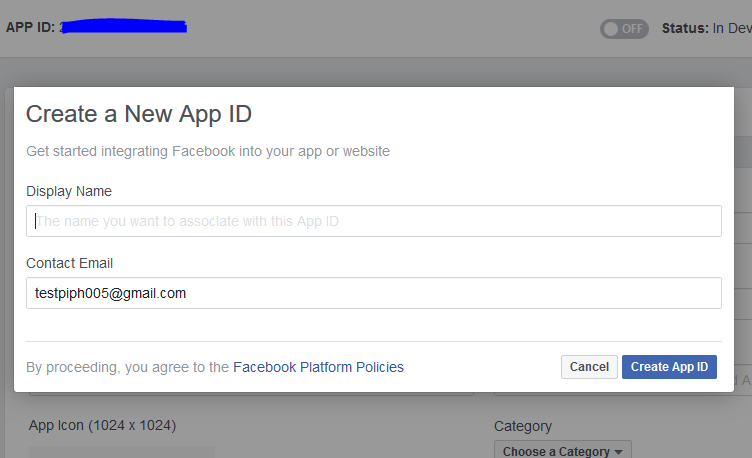 APP ID:
OFF
Status: In Dev
Create a New App ID
Get started integrating Facebook into your app or website
Display Name
The name you want to associate with this App ID
Contact Email
testpiph005@gmail.com
By proceeding, you agree to the Facebook Platform Policies
Cancel
Create App ID
App Icon (1024 x 1024)
Category
Choose a Category